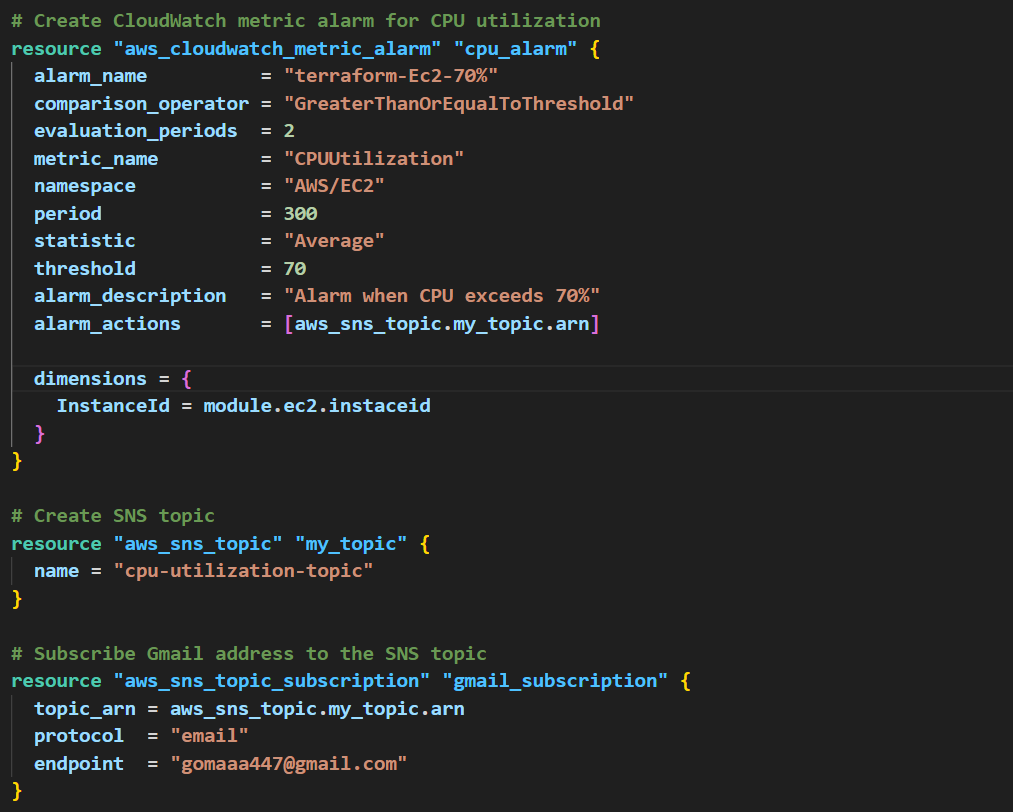 # Create CloudWatch metric alarm for CPU utilization
resource "aws_cloudwatch_metric_alarm" "cpu_alarm" {
  alarm_name          = "terraform-Ec2-70%"
  comparison_operator = "GreaterThanOrEqualToThreshold"
  evaluation_periods  = 2
  metric_name         = "CPUUtilization"
  namespace           = "AWS/EC2"
  period              = 300
  statistic           = "Average"
  threshold           = 70
  alarm_description   = "Alarm when CPU exceeds 70%"
  alarm_actions       = [aws_sns_topic.my_topic.arn]

  dimensions = {
    InstanceId = module.ec2.instaceid
  }
}

# Create SNS topic
resource "aws_sns_topic" "my_topic" {
  name = "cpu-utilization-topic"
}

# Subscribe Gmail address to the SNS topic
resource "aws_sns_topic_subscription" "gmail_subscription" {
  topic_arn = aws_sns_topic.my_topic.arn
  protocol  = "email"
  endpoint  = "gomaaa447@gmail.com"
}